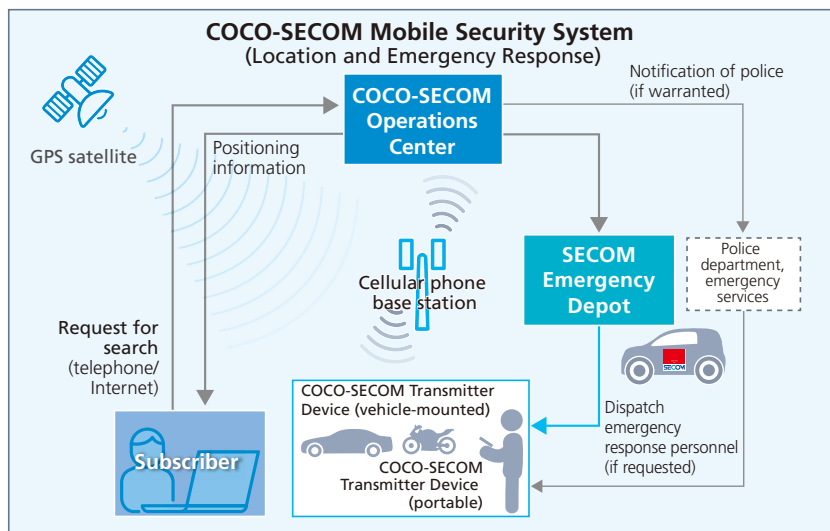 COCO-SECOM Mobile Security System
(Location and Emergency Response)
GPS satellite
Positioning
information
COCO-SECOM
Operations
Center
Notification of police
(if warranted)
Cellular phone
base station
SECOM
Emergency
Depot
Police
department,
emergency
services
Request for
search
(telephone/
Internet)
SECOM
Subscriber
COCO-SECOM Transmitter
Device (vehicle-mounted)
COCO-SECOM
Transmitter Device
(portable)
Dispatch
emergency
response personnel
(if requested)